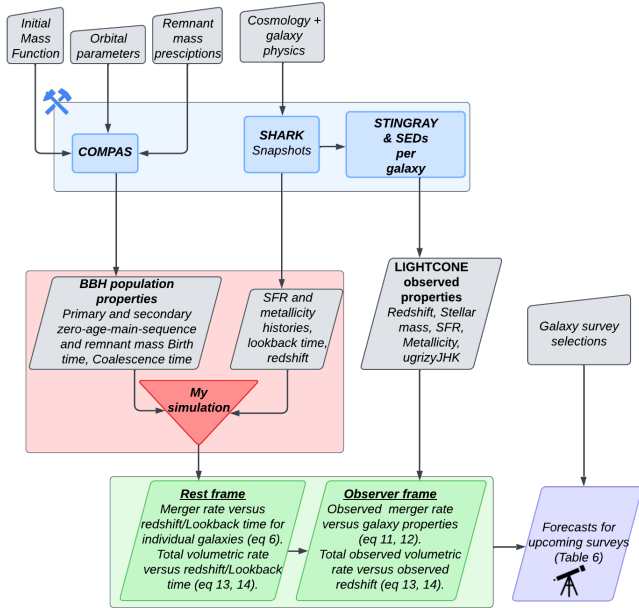 Initial
Mass
Function
Orbital
parameters
Remnant
mass
presciptions
Cosmology +
galaxy
physics
COMPAS
SHARK
Snapshots
STINGRAY
& SEDs
per
galaxy
BBH population
properties
Primary and secondary
zero-age-main-sequence
and remnant mass Birth
time, Coalescence time
SFR and
metallicity
histories,
lookback time,
redshift
LIGHTCONE
observed
properties
Redshift, Stellar
mass, SFR,
Metallicity,
ugrizyJHK
Galaxy survey
selections
My
simulation
Rest frame
Merger rate versus
redshift/Lookback time for
individual galaxies (eq 6).
Total volumetric rate
versus redshift/Lookback
time (eq 13, 14).
Observer frame
Observed merger rate
versus galaxy properties
(eq 11, 12).
Total observed volumetric
rate versus observed
redshift (eq 13, 14).
Forecasts for
upcoming surveys
(Table 6)